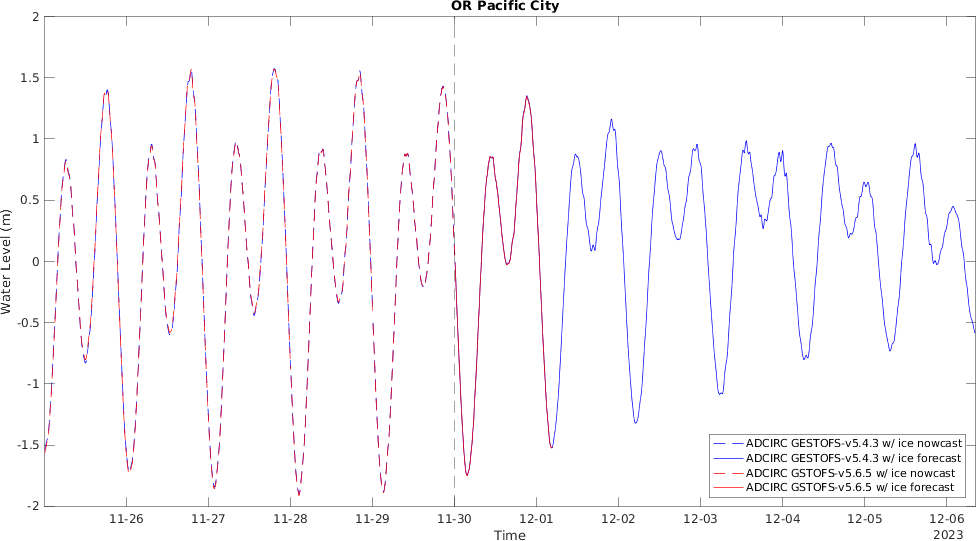 OR Pacific City
2
1.5
1
0.5
0
-0.5
-1
-1.5
-2
Water Level (m)
ADCIRC GESTOFS-v5.4.3 w/ ice nowcast
ADCIRC GESTOFS-v5.4.3 w/ ice forecast
ADCIRC GSTOFS-v5.6.5 w/ ice nowcast
ADCIRC GSTOFS-v5.6.5 w/ ice forecast
11-26 11-27 11-28 11-29 11-30 12-01 12-02 12-03 12-04 12-05 12-06
Time
2023